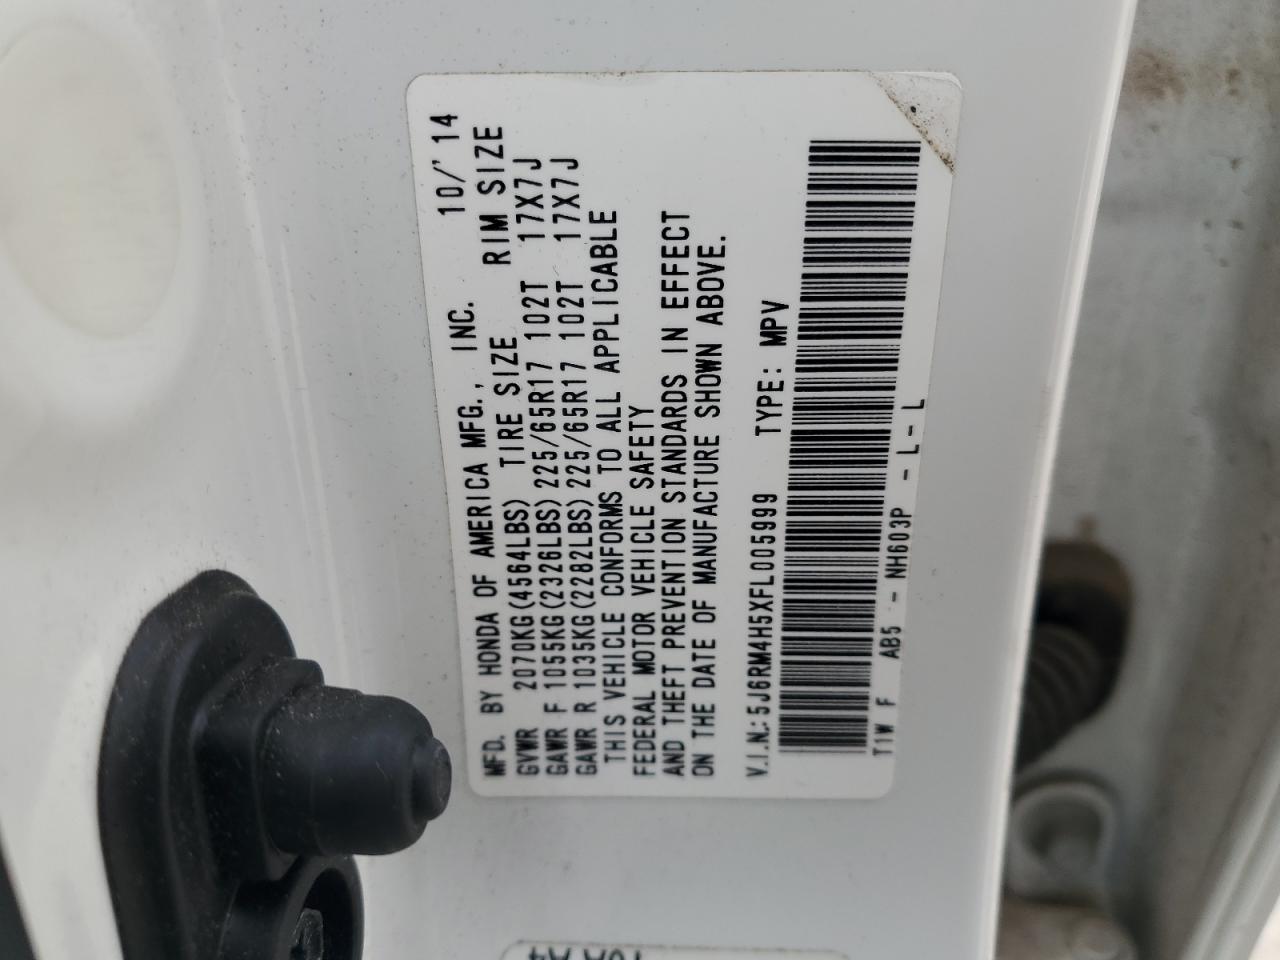 MFD. BY HONDA OF AMERICA MFG., INC. 10/'14
GVWR 2070KG(4564LBS) TIRE SIZE RIM SIZE
GAWR F 1055KG(2326LBS) 225/65R17 102T 17X7J
GAWR R 1035KG(2282LBS) 225/65R17 102T 17X7J
THIS VEHICLE CONFORMS TO ALL APPLICABLE
FEDERAL MOTOR VEHICLE SAFETY
AND THEFT PREVENTION STANDARDS IN EFFECT
ON THE DATE OF MANUFACTURE SHOWN ABOVE.
V.I.N.: 5J6RM4H5XFL005999 TYPE: MPV
T1W F AB5 - NH603P - L - L